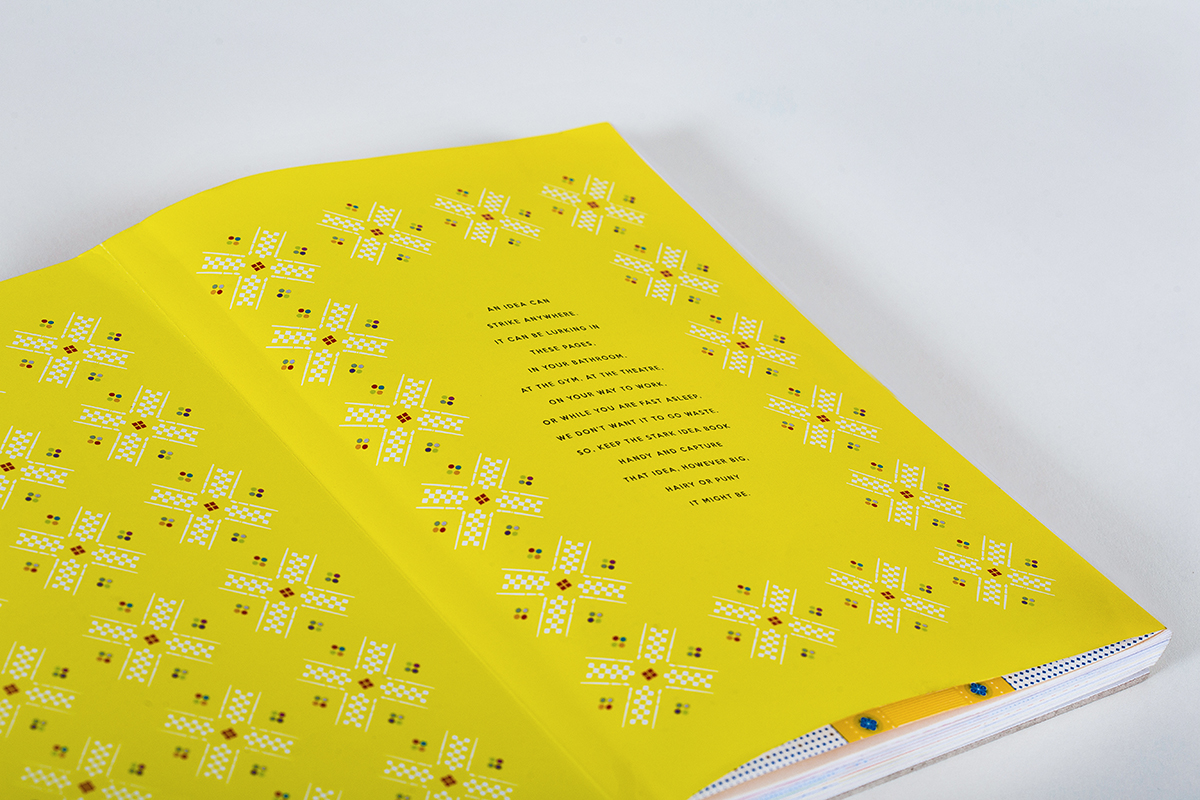 AN IDEA CAN
STRIKE ANYWHERE.
IT CAN BE LURKING IN
THESE PAGES,
IN YOUR BATHROOM,
AT THE GYM, AT THE THEATRE,
ON YOUR WAY TO WORK,
OR WHILE YOU ARE FAST ASLEEP.
WE DON'T WANT IT TO GO WASTE.
SO, KEEP THE STARK IDEA BOOK
HANDY AND CAPTURE
THAT IDEA, HOWEVER BIG,
HAIRY OR PUNY
IT MIGHT BE.